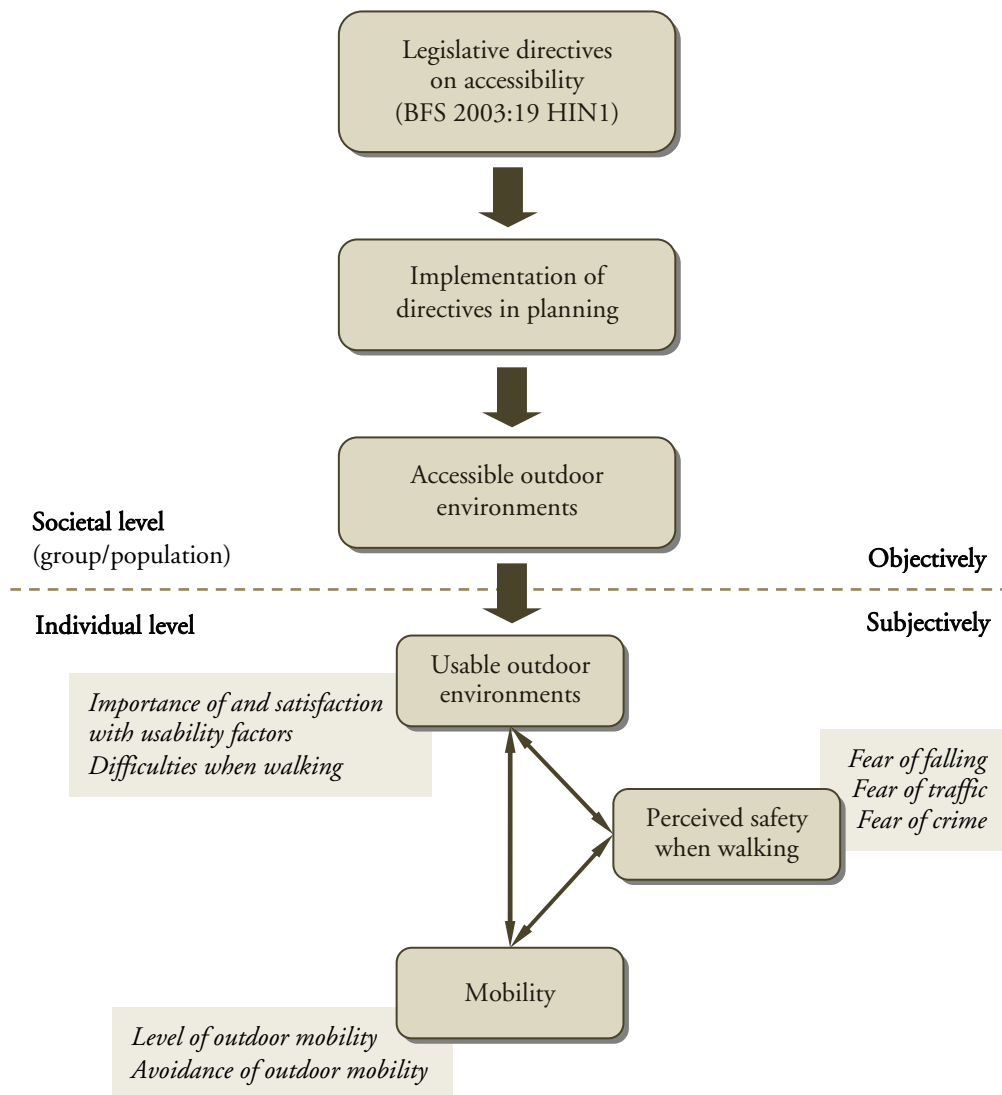 Legislative directives
on accessibility
(BFS 2003:19 HIN1)
Implementation of
directives in planning
Accessible outdoor
environments
Societal level
(group/population)
Objectively
Individual level
Subjectively
Usable outdoor
environments
Importance of and satisfaction
with usability factors
Difficulties when walking
Fear of falling
Fear of traffic
Fear of crime
Perceived safety
when walking
Mobility
Level of outdoor mobility
Avoidance of outdoor mobility